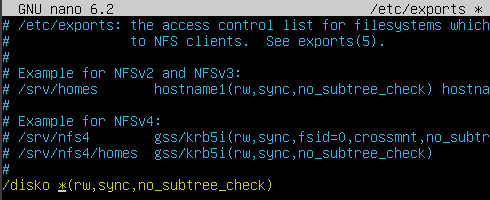 GNU nano 6.2 /etc/exports *
# /etc/exports: the access control list for filesystems which
# to NFS clients. See exports(5).
#
# Example for NFSv2 and NFSv3:
# /srv/homes hostname1(rw,sync,no_subtree_check) hostna
#
# Example for NFSv4:
# /srv/nfs4 gss/krb5i(rw,sync,fsid=0,crossmnt,no_subtr
# /srv/nfs4/homes gss/krb5i(rw,sync,no_subtree_check)
#
/disko *(rw,sync,no_subtree_check)